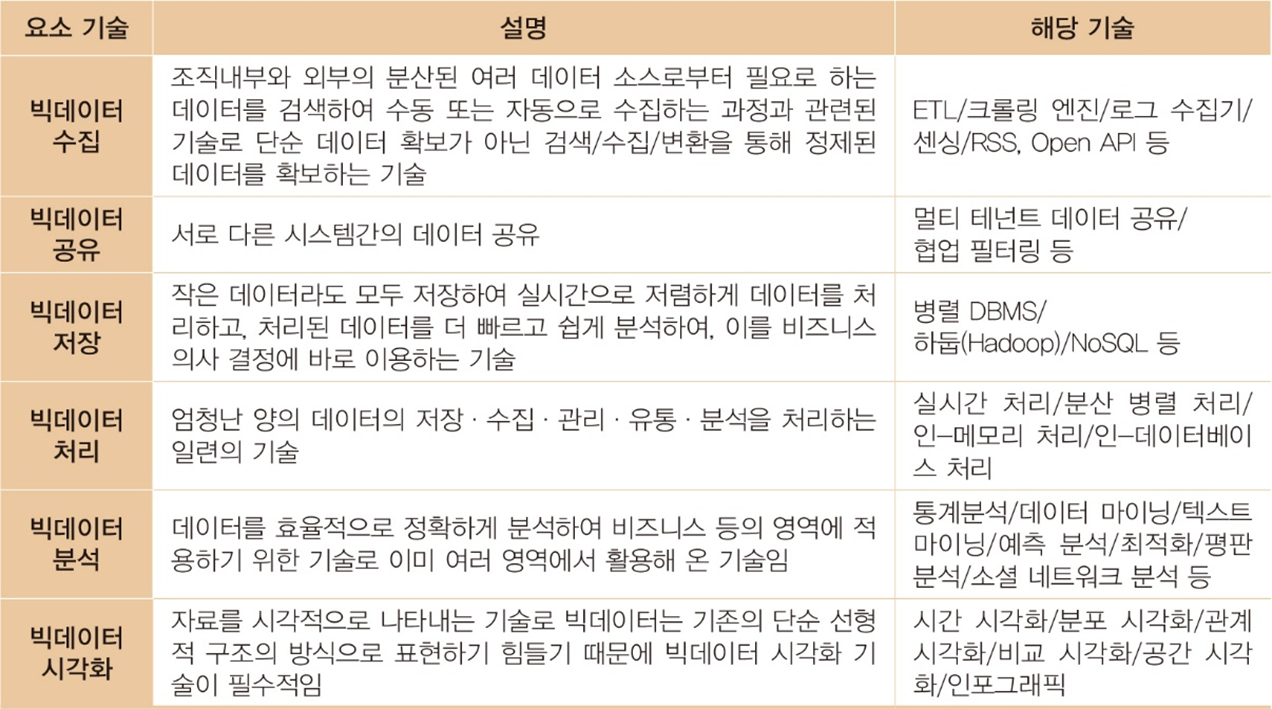 요소 기술
설명
해당 기술
빅데이터
수집
조직내부와 외부의 분산된 여러 데이터 소스로부터 필요로 하는
데이터를 검색하여 수동 또는 자동으로 수집하는 과정과 관련된
기술로 단순 데이터 확보가 아닌 검색/수집/변환을 통해 정제된
데이터를 확보하는 기술
ETL/크롤링 엔진/로그 수집기/
센싱/RSS, Open API 등
빅데이터
공유
서로 다른 시스템간의 데이터 공유
멀티 테넌트 데이터 공유/
협업 필터링 등
빅데이터
저장
작은 데이터라도 모두 저장하여 실시간으로 저렴하게 데이터를 처
리하고, 처리된 데이터를 더 빠르고 쉽게 분석하여, 이를 비즈니스
의사 결정에 바로 이용하는 기술
병렬 DBMS/
하둡(Hadoop)/NoSQL 등
빅데이터
처리
엄청난 양의 데이터의 저장 · 수집 · 관리 · 유통 · 분석을 처리하는
일련의 기술
실시간 처리/분산 병렬 처리/
인-메모리 처리/인-데이터베이
스 처리
빅데이터
분석
데이터를 효율적으로 정확하게 분석하여 비즈니스 등의 영역에 적
용하기 위한 기술로 이미 여러 영역에서 활용해 온 기술임
통계분석/데이터 마이닝/텍스트
마이닝/예측 분석/최적화/평판
분석/소셜 네트워크 분석 등
빅데이터
시각화
자료를 시각적으로 나타내는 기술로 빅데이터는 기존의 단순 선형
적 구조의 방식으로 표현하기 힘들기 때문에 빅데이터 시각화 기
술이 필수적임
시간 시각화/분포 시각화/관계
시각화/비교 시각화/공간 시각
화/인포그래픽